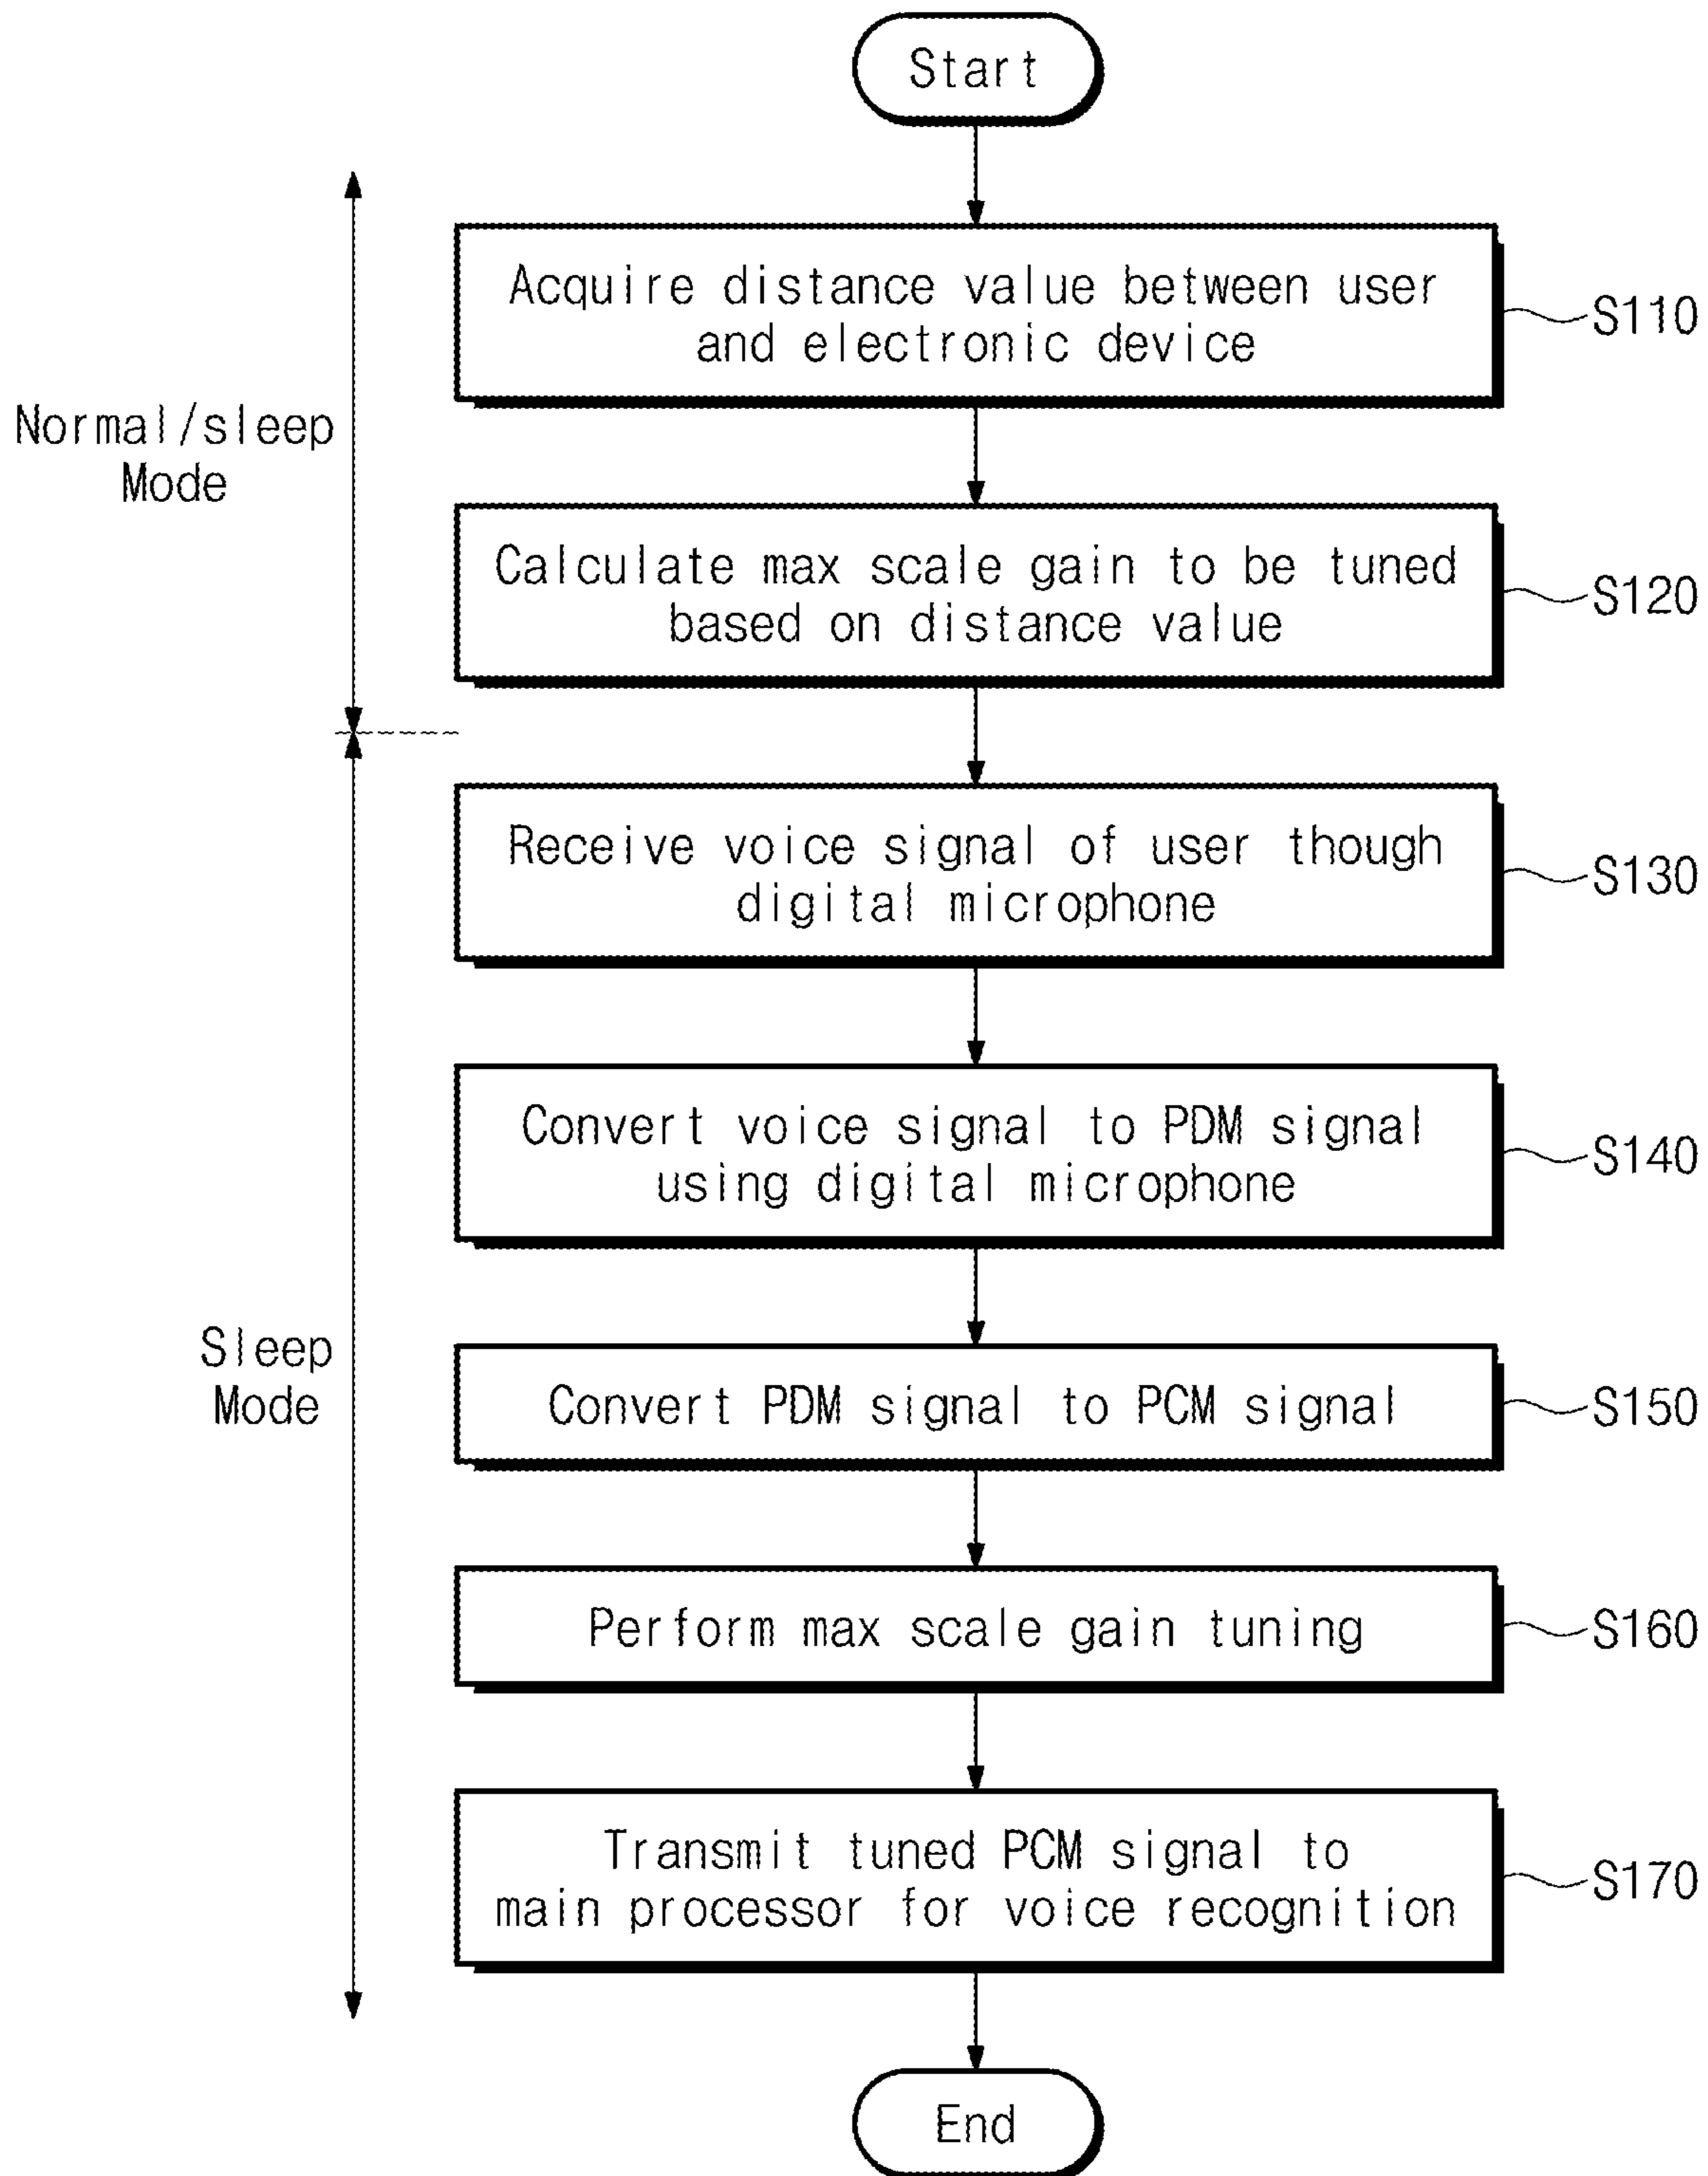 Start
Acquire distance value between user
and electronic device
S110
Normal/sleep
Mode
Calculate max scale gain to be tuned
based on distance value
S120
Receive voice signal of user though
digital microphone
S130
Convert voice signal to PDM signal
using digital microphone
S140
Sleep
Mode
Convert PDM signal to PCM signal
S150
Perform max scale gain tuning
S160
Transmit tuned PCM signal to
main processor for voice recognition
S170
End